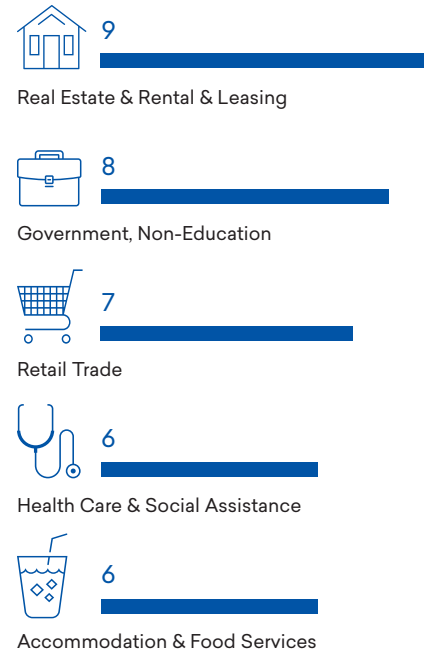 9
Real Estate & Rental & Leasing
8
Government, Non-Education
7
Retail Trade
6
Health Care & Social Assistance
6
Accommodation & Food Services